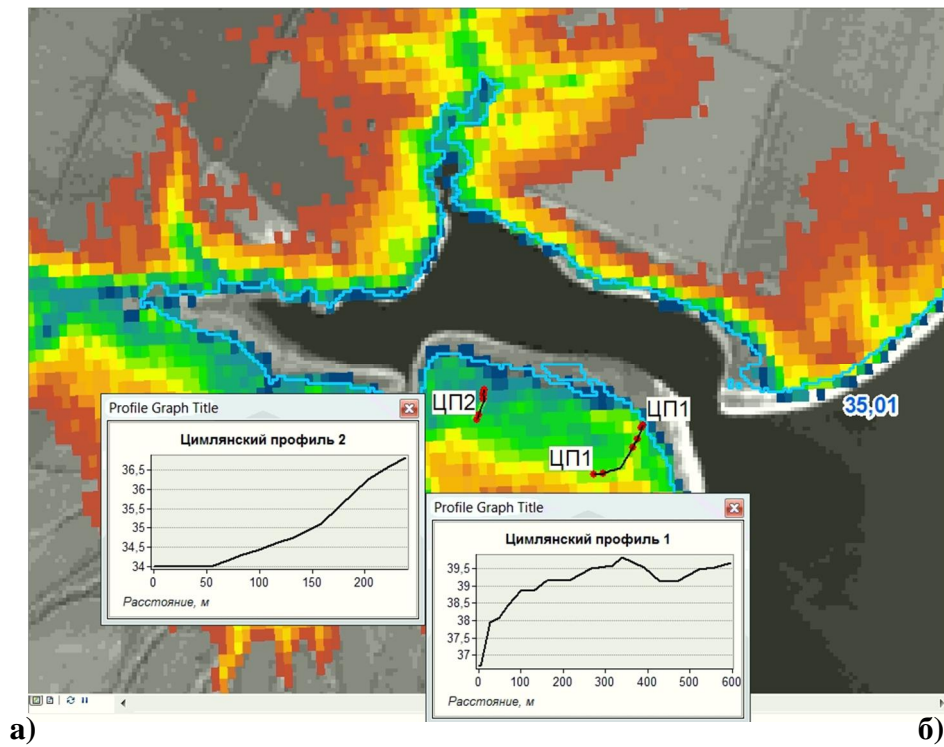 ЦП2
ЦП1
ЦП1
35,01
Profile Graph Title
Цимлянский профиль 2
36,5
36
35,5
35
34,5
34
0 50 100 150 200
Расстояние, м
Profile Graph Title
Цимлянский профиль 1
39,5
39
38,5
38
37,5
37
0 100 200 300 400 500 600
Расстояние, м
а) б)